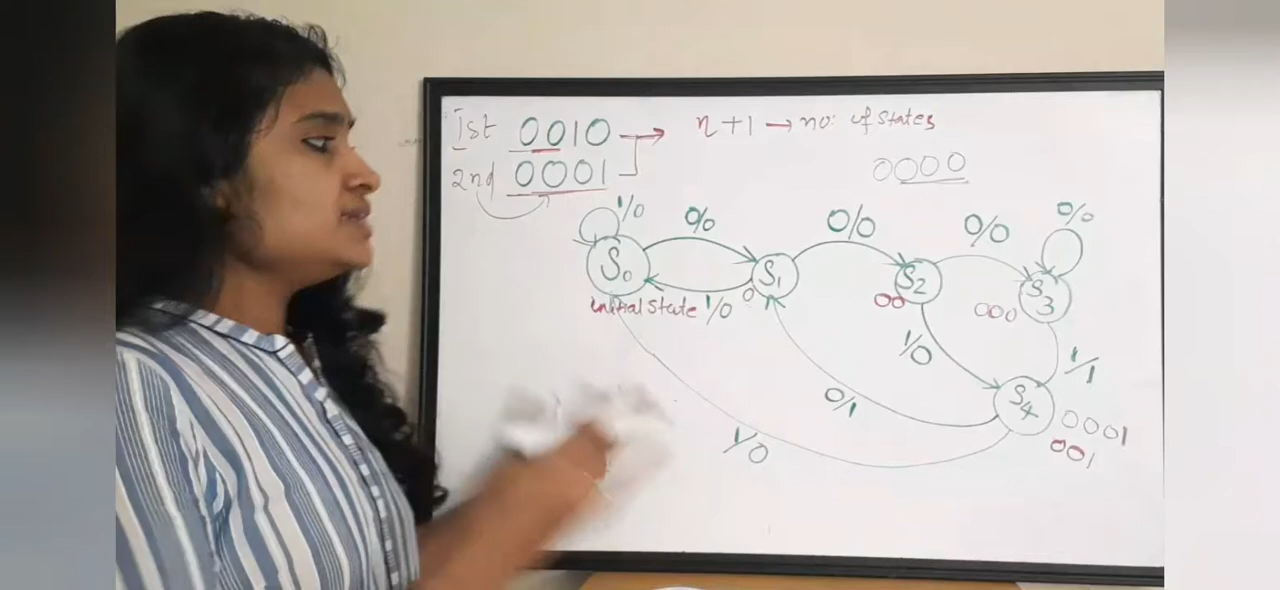 Ist 0010 → n+1 → no: of states
2nd 0001
0000
1/0
0/0
0/0
0/0
0/0
S0
S1
S2
S3
initial state
1/0
0
00
000
1/0
1/1
0/1
S4
0001
001
1/0